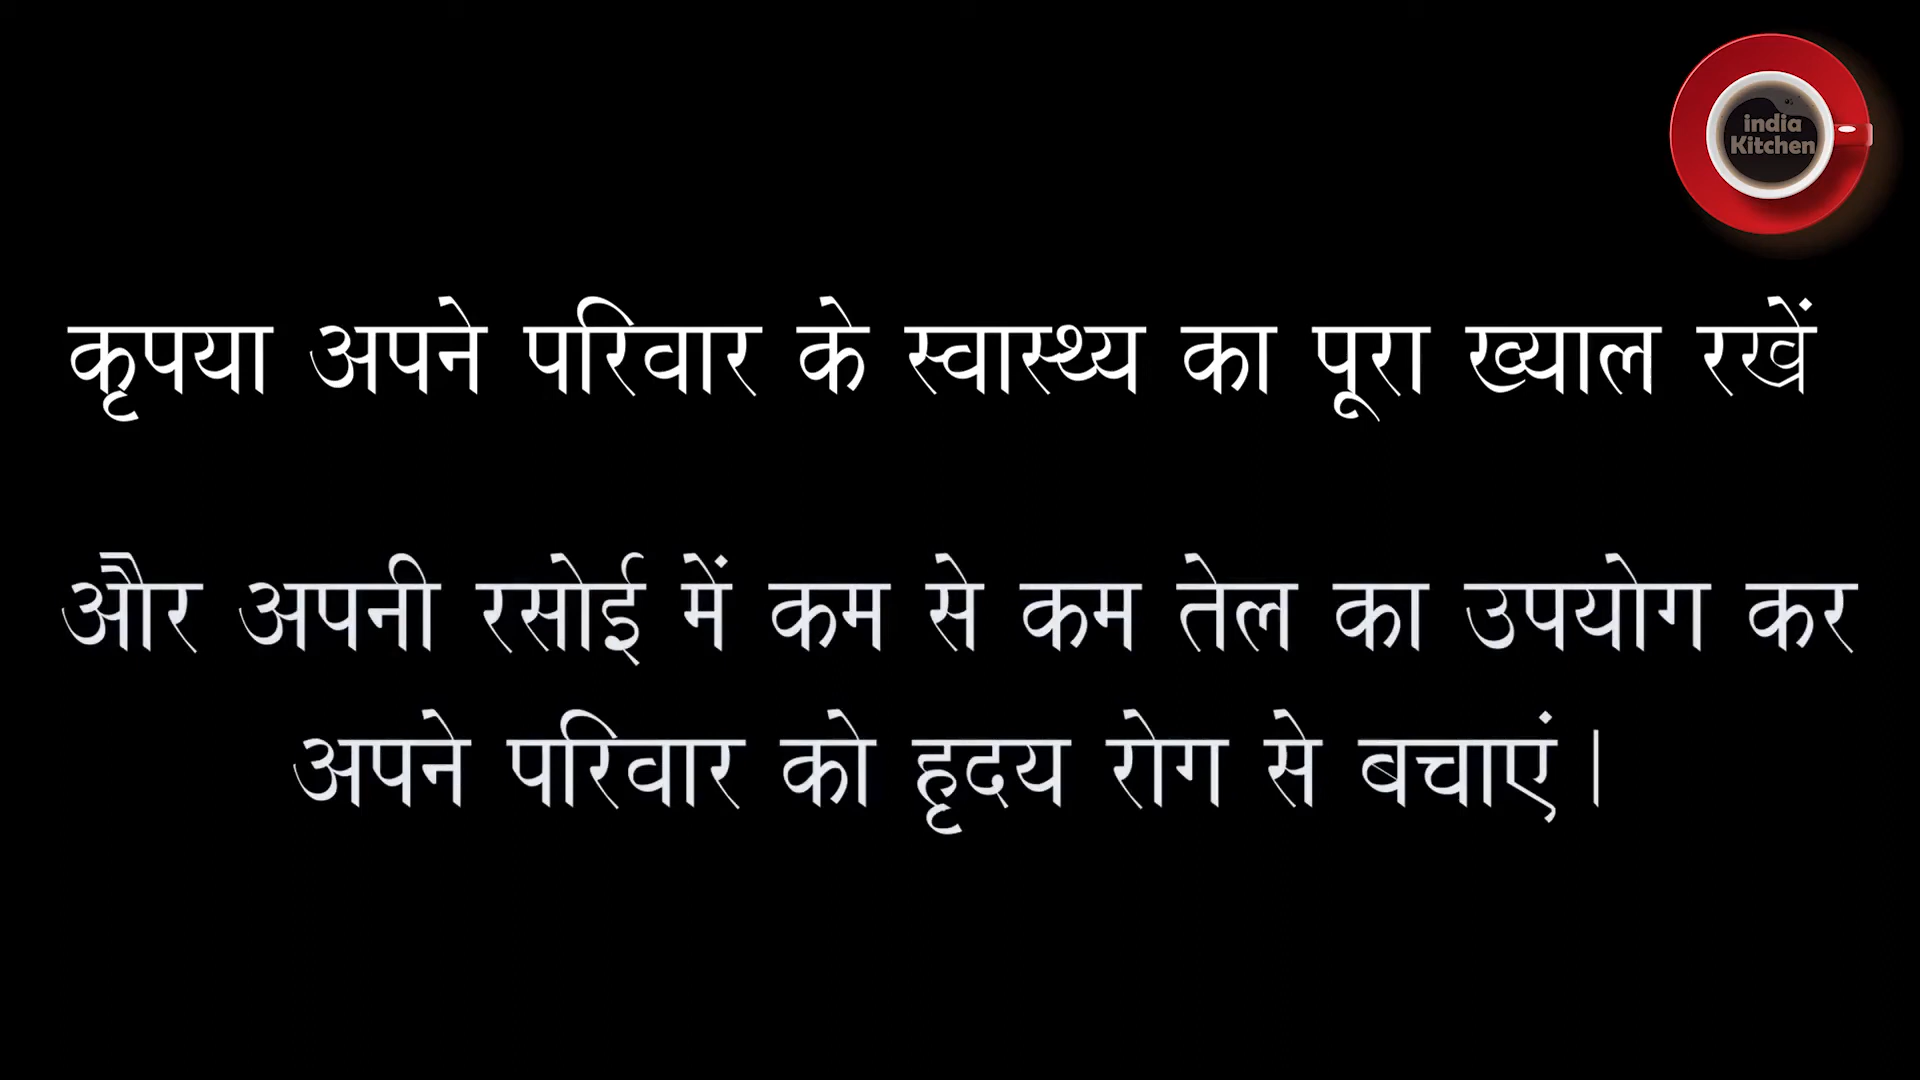 india
Kitchen
कृपया अपने परिवार के स्वास्थ्य का पूरा ख्याल रखें
और अपनी रसोई में कम से कम तेल का उपयोग कर
अपने परिवार को हृदय रोग से बचाएं।